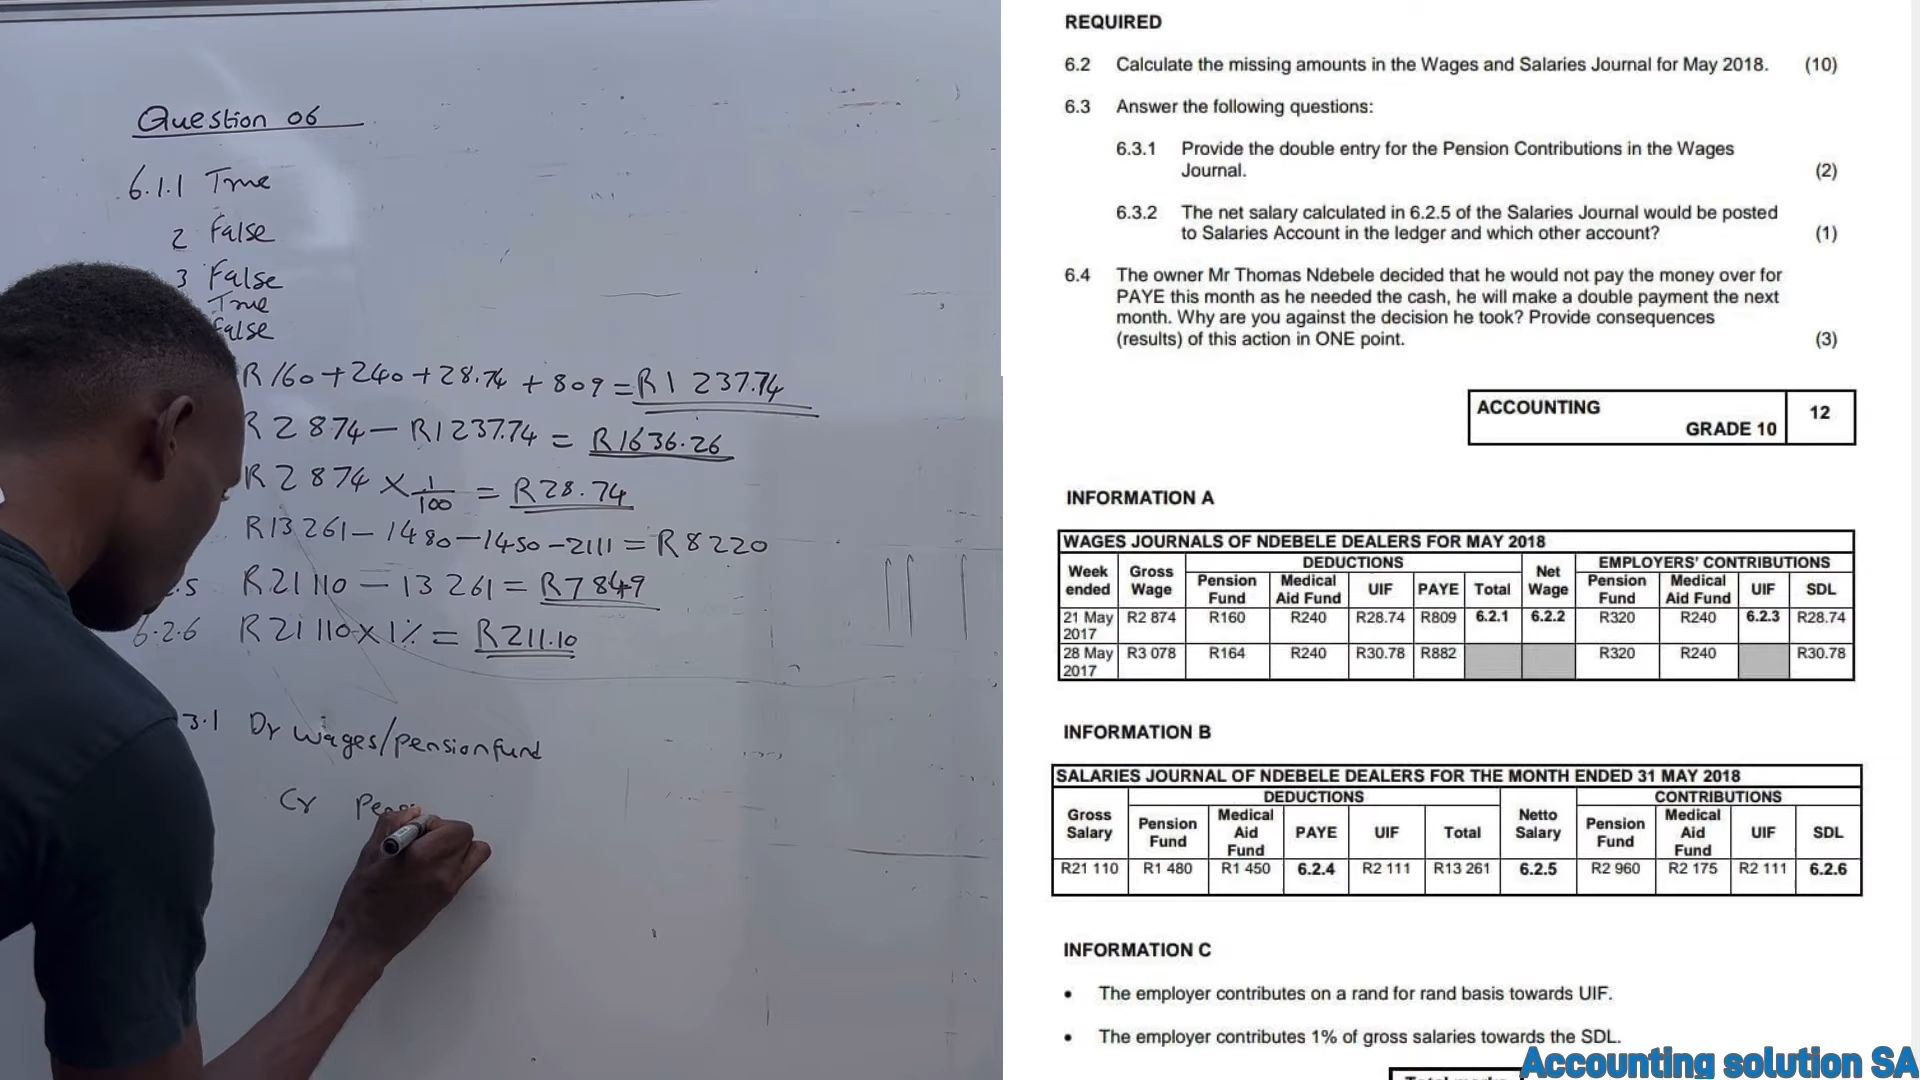 Question 06
6.1.1 True
2 False
3 False
True
False
R160+240+28.74+809=R1 237.74
R2 874-R1237.74=R1636.26
R2 874×1/100=R28.74
R13 261-1480-1450-2111=R8220
.5 R21110-13 261=R7849
6.2.6 R21 110×1%=R211.10
3.1 Dr wages/pension fund
Cr Pens
REQUIRED
6.2 Calculate the missing amounts in the Wages and Salaries Journal for May 2018. (10)
6.3 Answer the following questions:
6.3.1 Provide the double entry for the Pension Contributions in the Wages
Journal. (2)
6.3.2 The net salary calculated in 6.2.5 of the Salaries Journal would be posted
to Salaries Account in the ledger and which other account? (1)
6.4 The owner Mr Thomas Ndebele decided that he would not pay the money over for
PAYE this month as he needed the cash, he will make a double payment the next
month. Why are you against the decision he took? Provide consequences
(results) of this action in ONE point. (3)
ACCOUNTING 12
GRADE 10
INFORMATION A
WAGES JOURNALS OF NDEBELE DEALERS FOR MAY 2018
Week ended Gross Wage DEDUCTIONS Net Wage EMPLOYERS' CONTRIBUTIONS
Pension Fund Medical Aid Fund UIF PAYE Total Pension Fund Medical Aid Fund UIF SDL
21 May 2017 R2 874 R160 R240 R28.74 R809 6.2.1 6.2.2 R320 R240 6.2.3 R28.74
28 May 2017 R3 078 R164 R240 R30.78 R882 R320 R240 R30.78
INFORMATION B
SALARIES JOURNAL OF NDEBELE DEALERS FOR THE MONTH ENDED 31 MAY 2018
Gross Salary DEDUCTIONS Netto Salary CONTRIBUTIONS
Pension Fund Medical Aid Fund PAYE UIF Total Pension Fund Medical Aid Fund UIF SDL
R21 110 R1 480 R1 450 6.2.4 R2 111 R13 261 6.2.5 R2 960 R2 175 R2 111 6.2.6
INFORMATION C
• The employer contributes on a rand for rand basis towards UIF.
• The employer contributes 1% of gross salaries towards the SDL.
Accounting solution SA